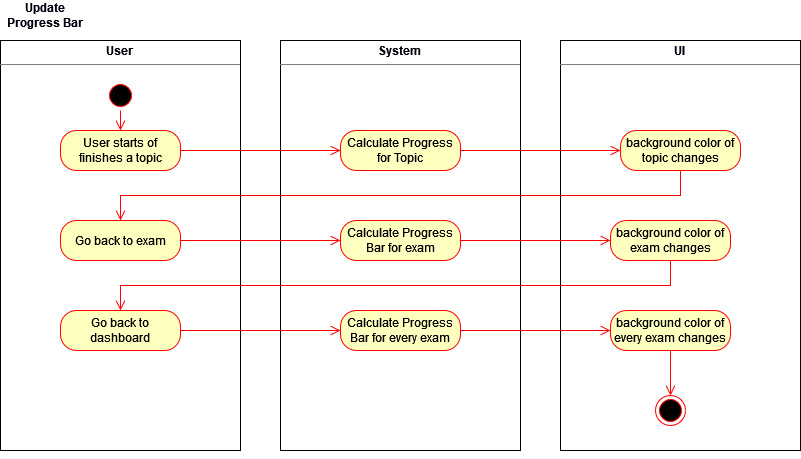 Update
Progress Bar
User
System
UI
User starts of
finishes a topic
Calculate Progress
for Topic
background color of
topic changes
Go back to exam
Calculate Progress
Bar for exam
background color of
exam changes
Go back to
dashboard
Calculate Progress
Bar for every exam
background color of
every exam changes